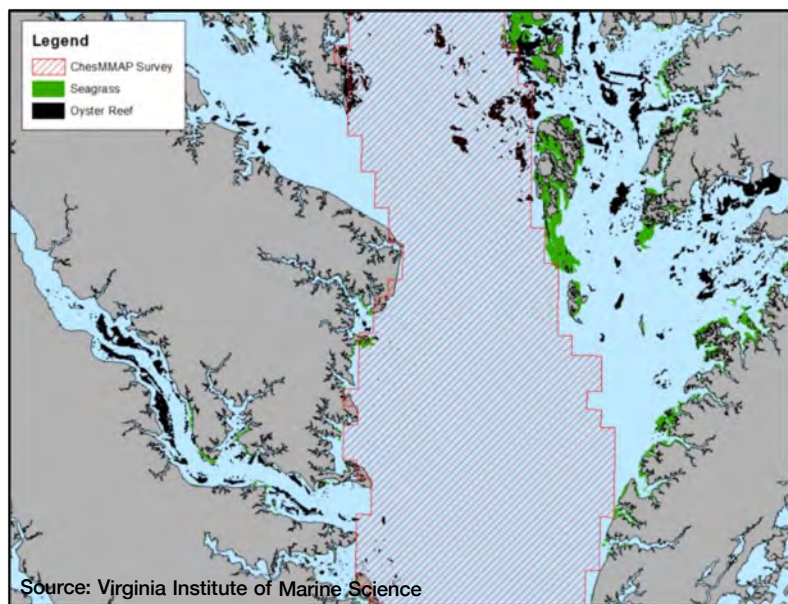 Legend
ChesMMAP Survey
Seagrass
Oyster Reef
Source: Virginia Institute of Marine Science